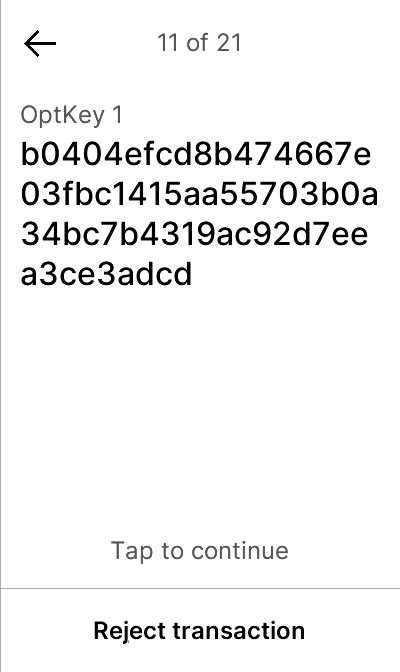 11 of 21
OptKey 1
b0404efcd8b474667e
03fbc1415aa55703b0a
34bc7b4319ac92d7ee
a3ce3adcd
Tap to continue
Reject transaction